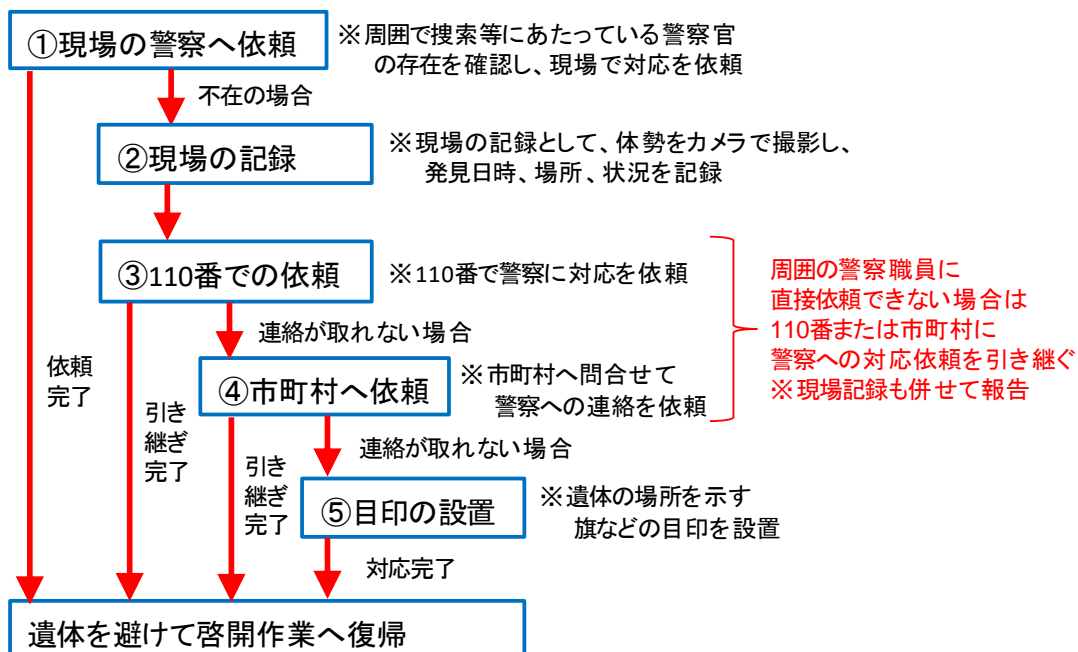 ①現場の警察へ依頼
※周囲で捜索等にあたっている警察官
の存在を確認し、現場で対応を依頼
不在の場合
②現場の記録
※現場の記録として、体勢をカメラで撮影し、
発見日時、場所、状況を記録
③110番での依頼
※110番で警察に対応を依頼
連絡が取れない場合
④市町村へ依頼
※市町村へ問合せて
警察への連絡を依頼
周囲の警察職員に
直接依頼できない場合は
110番または市町村に
警察への対応依頼を引き継ぐ
※現場記録も併せて報告
依頼
完了
引き
継ぎ
完了
引き
継ぎ
完了
連絡が取れない場合
⑤目印の設置
※遺体の場所を示す
旗などの目印を設置
対応完了
遺体を避けて啓開作業へ復帰